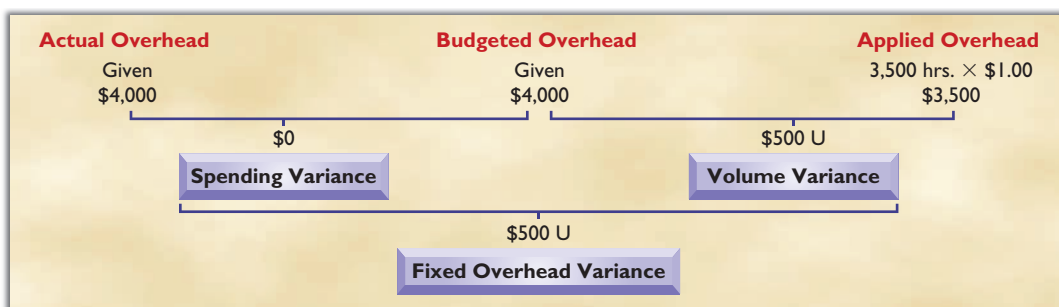 Actual Overhead
Budgeted Overhead
Applied Overhead
Given
Given
3,500 hrs. × $1.00
$4,000
$4,000
$3,500
$0
$500 U
Spending Variance
Volume Variance
$500 U
Fixed Overhead Variance